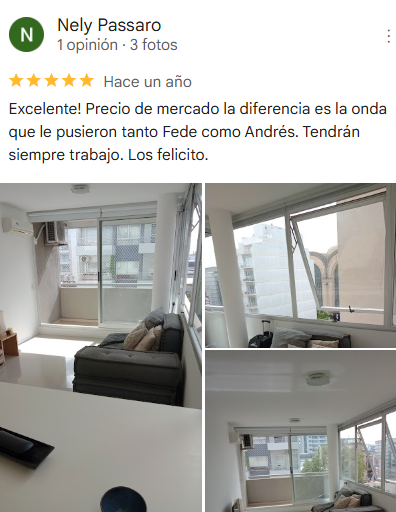 N
Nely Passaro
1 opinión · 3 fotos
Hace un año
Excelente! Precio de mercado la diferencia es la onda
que le pusieron tanto Fede como Andrés. Tendrán
siempre trabajo. Los felicito.